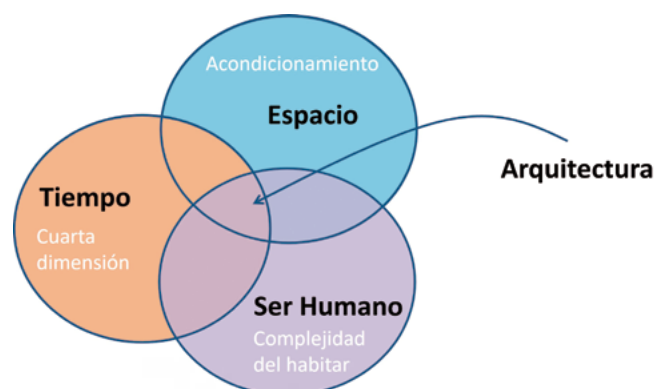 Acondicionamiento
Espacio
Arquitectura
Tiempo
Cuarta
dimensión
Ser Humano
Complejidad
del habitar